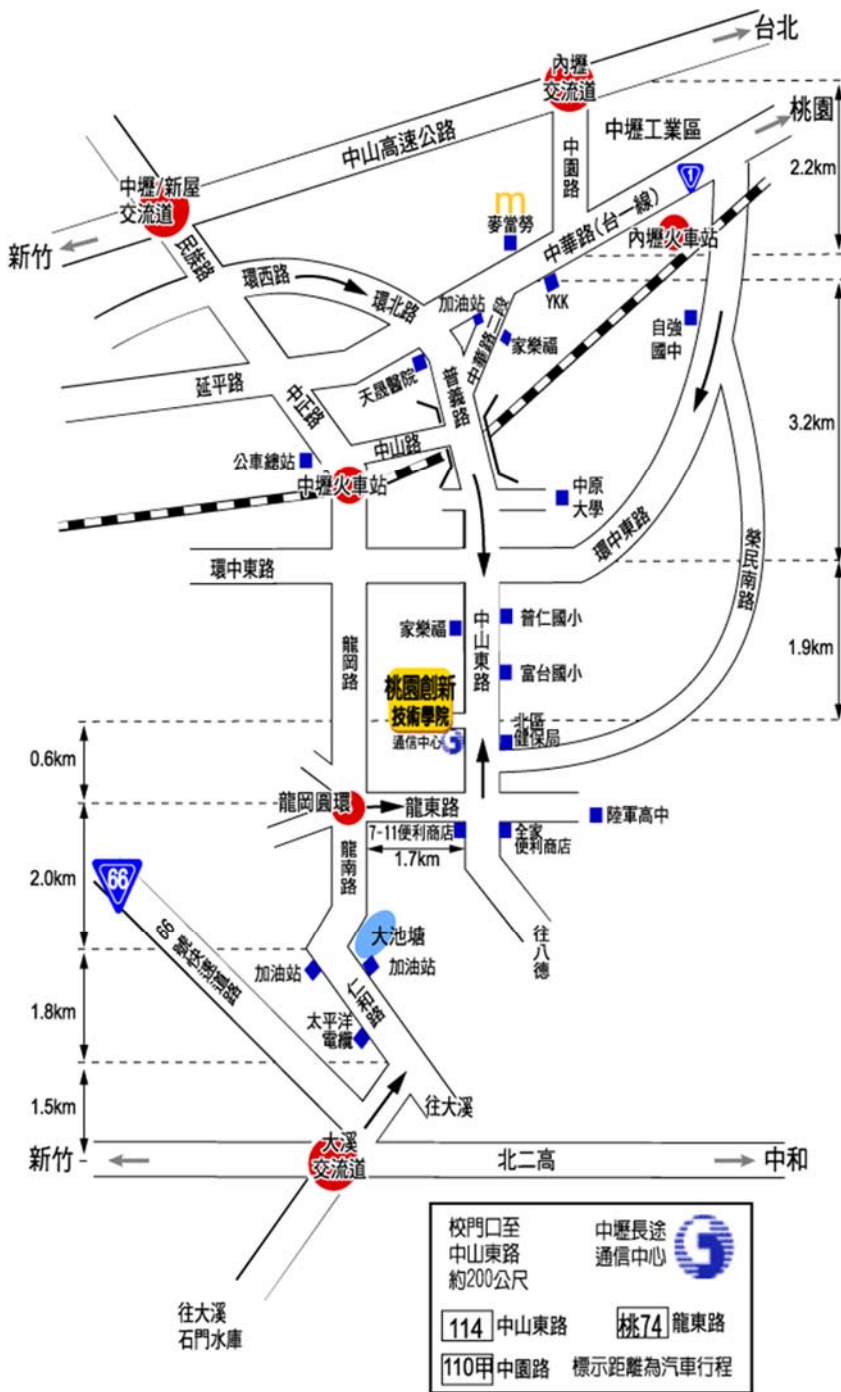 台北
內壢
交流道
桃園
中壢工業區
中山高速公路
中園路
2.2km
中壢/新屋
交流道
m
麥當勞
1
中華路(台一線)
內壢火車站
新竹
民族路
環西路
環北路
加油站
中華路二段
YKK
家樂福
自強
國中
天晟醫院
延平路
中正路
普義路
3.2km
中山路
公車總站
中壢火車站
中原
大學
環中東路
環中東路
榮民南路
龍岡路
家樂福
中山東路
普仁國小
1.9km
富台國小
桃園創新
技術學院
通信中心
北區
健保局
0.6km
龍岡圓環
龍東路
陸軍高中
7-11便利商店
全家
便利商店
1.7km
龍南路
2.0km
66
66號快速道路
大池塘
往八德
加油站
加油站
仁和路
太平洋
電纜
1.8km
往大溪
1.5km
新竹
大溪
交流道
北二高
中和
往大溪
石門水庫
校門口至
中山東路
約200公尺
中壢長途
通信中心
114 中山東路
桃74 龍東路
110甲 中園路
標示距離為汽車行程